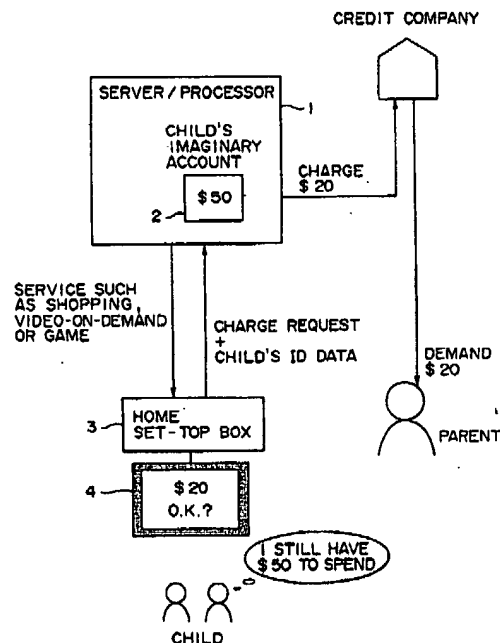 CREDIT COMPANY
SERVER/PROCESSOR
1
CHILD'S
IMAGINARY
ACCOUNT
$50
2
CHARGE
$20
SERVICE SUCH
AS SHOPPING,
VIDEO-ON-DEMAND
OR GAME
CHARGE REQUEST
+
CHILD'S ID DATA
DEMAND
$20
PARENT
3
HOME
SET-TOP BOX
4
$20
O.K.?
I STILL HAVE
$50 TO SPEND
CHILD